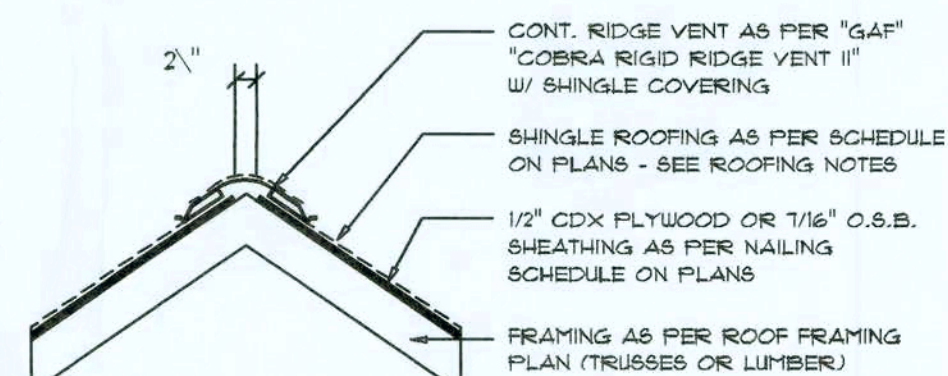 2\"
CONT. RIDGE VENT AS PER "GAF"
"COBRA RIGID RIDGE VENT II"
W/ SHINGLE COVERING
SHINGLE ROOFING AS PER SCHEDULE
ON PLANS - SEE ROOFING NOTES
1/2" CDX PLYWOOD OR 7/16" O.S.B.
SHEATHING AS PER NAILING
SCHEDULE ON PLANS
FRAMING AS PER ROOF FRAMING
PLAN (TRUSSES OR LUMBER)